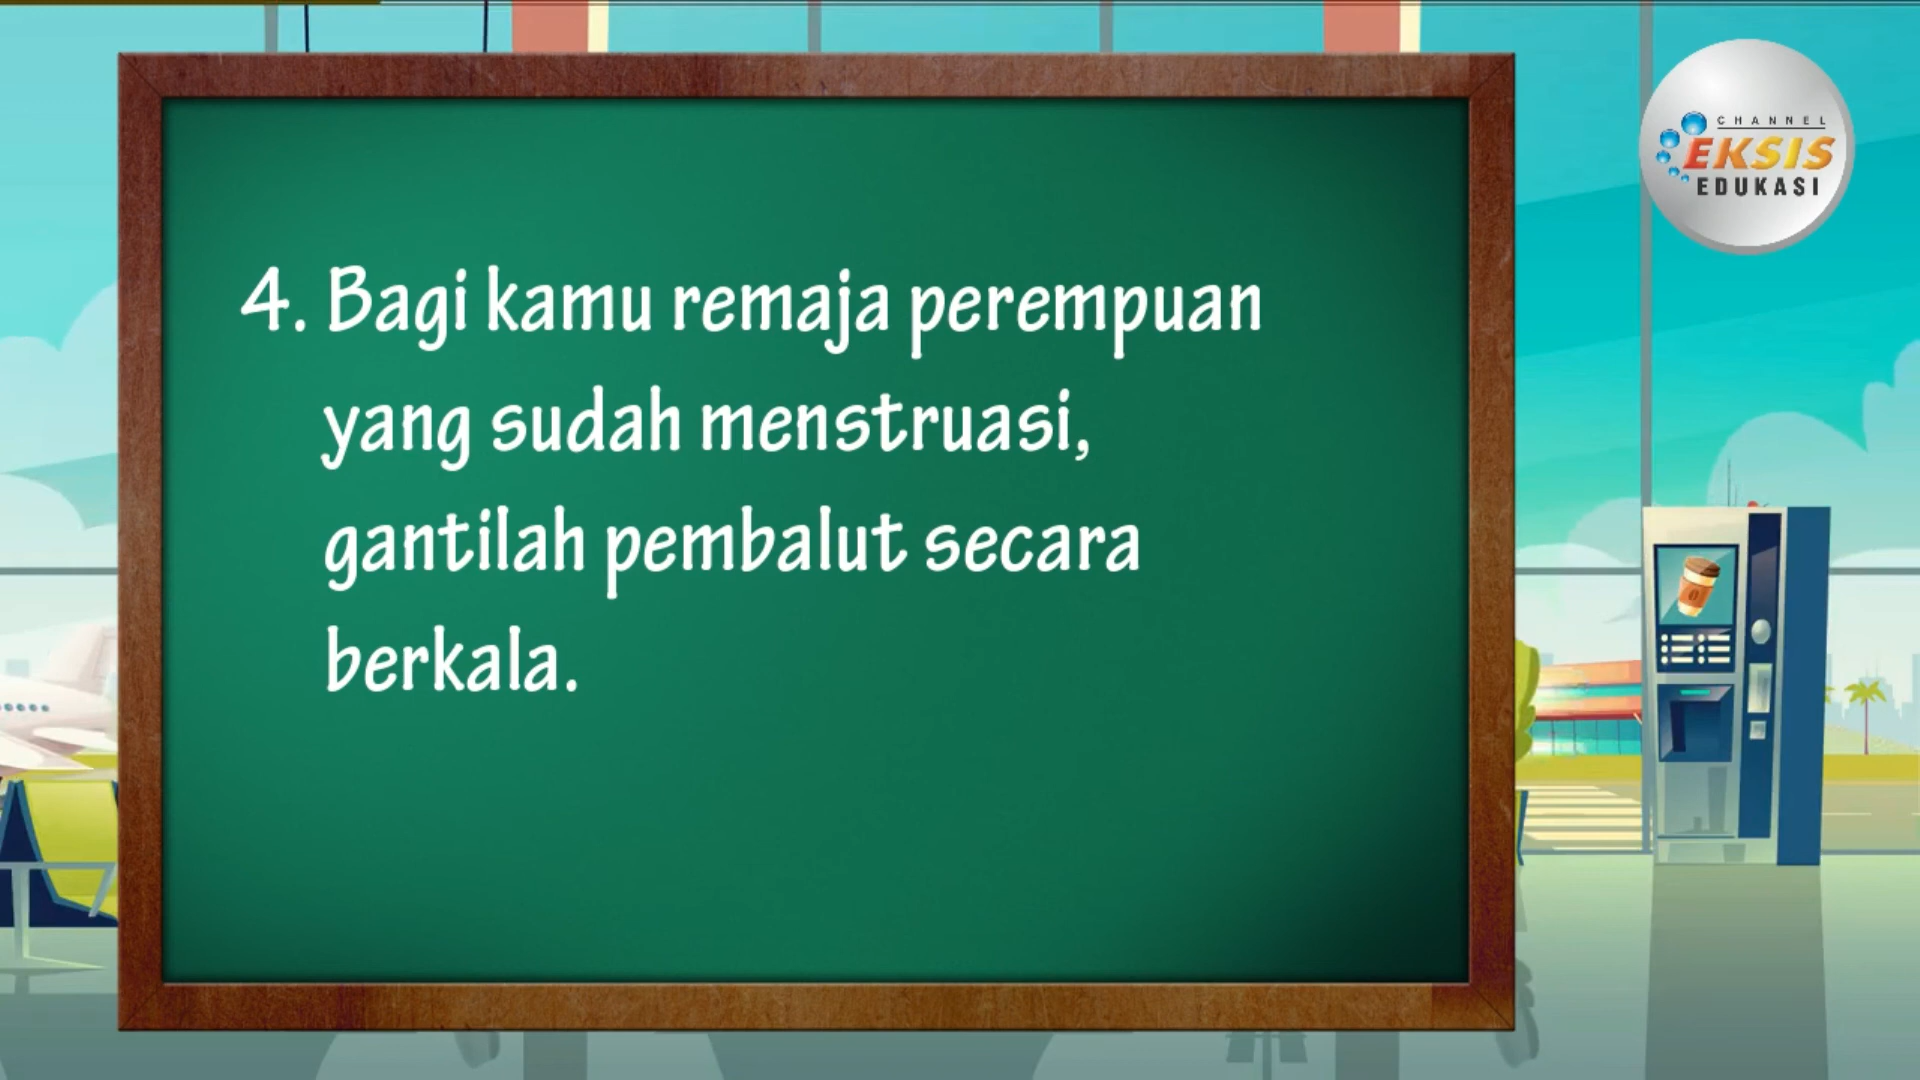 4. Bagi kamu remaja perempuan
yang sudah menstruasi,
gantilah pembalut secara
berkala.
CHANNEL
EKSIS
EDUKASI